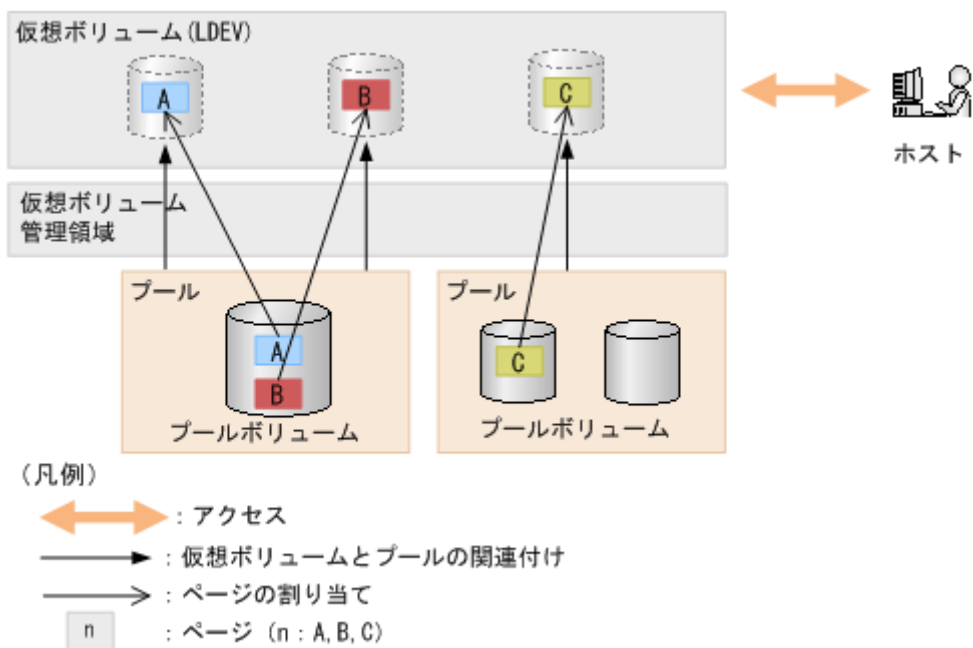 仮想ボリューム(LDEV)
A
B
C
ホスト
仮想ボリューム
管理領域
プール
A
B
プールボリューム
プール
C
プールボリューム
(凡例)
：アクセス
：仮想ボリュームとプールの関連付け
：ページの割り当て
n ：ページ (n：A,B,C)